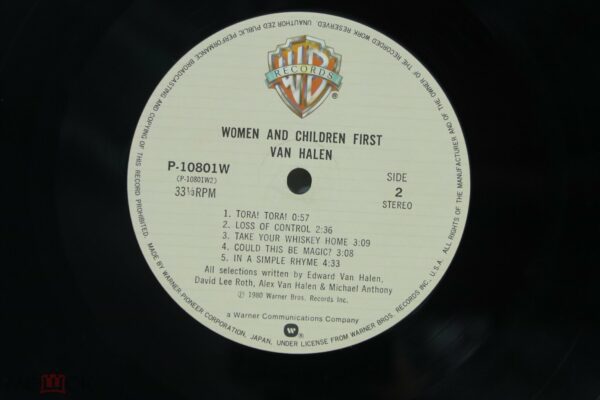 UNAUTHORIZED PUBLIC PERFORMANCE BROADCASTING AND COPYING OF THIS RECORD PROHIBITED.
ALL RIGHTS OF THE MANUFACTURER AND OF THE OWNER OF THE RECORDED WORK RESERVED
WB
RECORDS
®
WOMEN AND CHILDREN FIRST
VAN HALEN
P-10801W
(P-10801W2)
33⅓RPM
SIDE
2
STEREO
1. TORA! TORA! 0:57
2. LOSS OF CONTROL 2:36
3. TAKE YOUR WHISKEY HOME 3:09
4. COULD THIS BE MAGIC? 3:08
5. IN A SIMPLE RHYME 4:33
All selections written by Edward Van Halen,
David Lee Roth, Alex Van Halen & Michael Anthony
℗ 1980 Warner Bros. Records Inc.
a Warner Communications Company
®
MADE BY WARNER-PIONEER CORPORATION, JAPAN, UNDER LICENSE FROM WARNER BROS. RECORDS INC., U.S.A.